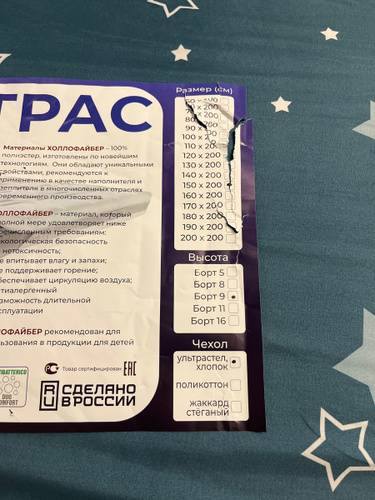 ТРАС
Материалы ХОЛЛОФАЙБЕР – 100%
полиэстер, изготовлены по новейшим
технологиям. Они обладают уникальными
свойствами, рекомендуются к
применению в качестве наполнителя и
утеплителя в многочисленных отраслях
современного производства.
ХОЛЛОФАЙБЕР – материал, который
полной мере удовлетворяет ниже
требованиям:
экологическая безопасность
нетоксичность;
не впитывает влагу и запахи;
не поддерживает горение;
обеспечивает циркуляцию воздуха;
антиаллергенный
возможность длительной
эксплуатации
ХОЛЛОФАЙБЕР рекомендован для
использования в продукции для детей
Товар сертифицирован
EAC
СДЕЛАНО
В РОССИИ
Размер (см)
60 x 200
x 200
80 x 200
90 x 200
100 x 200
110 x 200
120 x 200
130 x 200
140 x 200
150 x 200
160 x 200
170 x 200
180 x 200
190 x 200
200 x 200
Высота
Борт 5
Борт 8
Борт 9
Борт 11
Борт 16
Чехол
ультрастеп,
хлопок
поликоттон
жаккард
стёганый